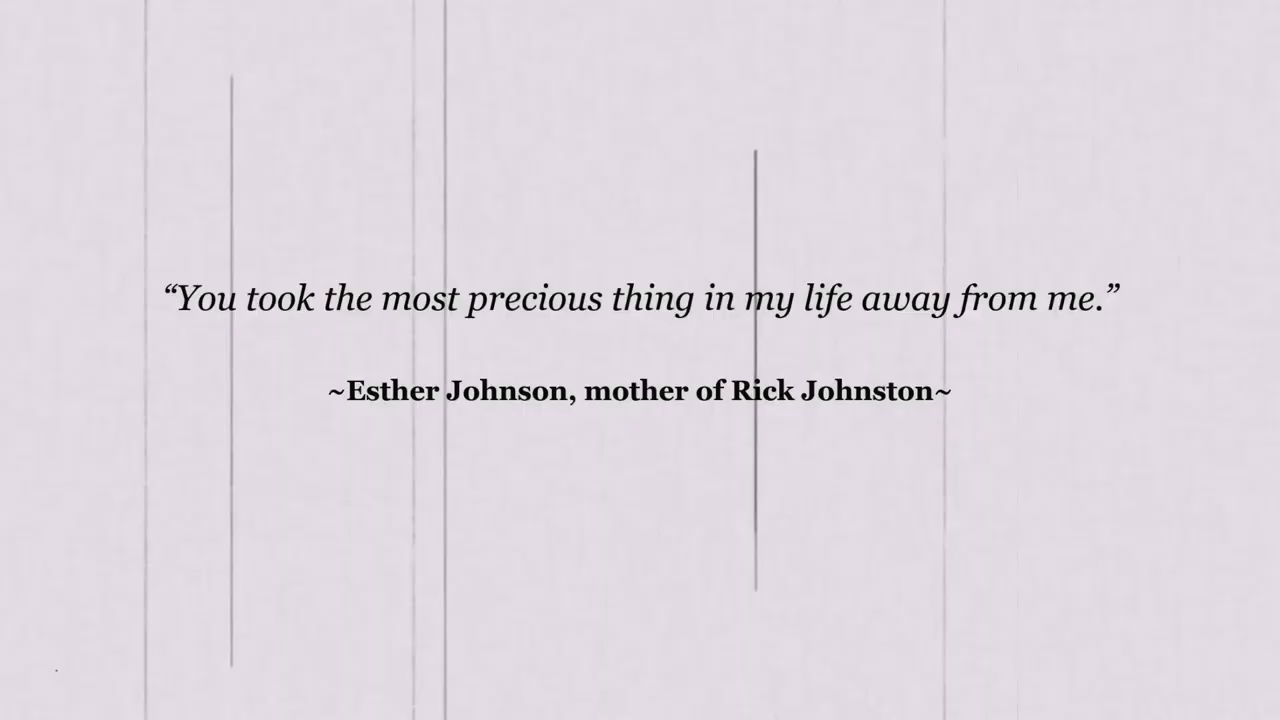 “You took the most precious thing in my life away from me.”
~Esther Johnson, mother of Rick Johnston~